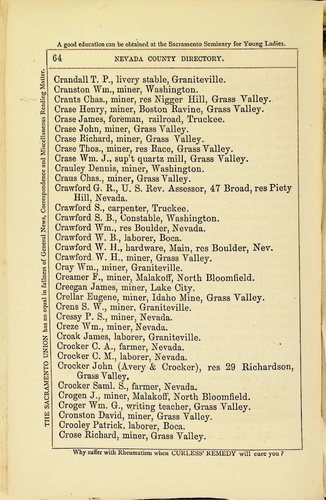 A good education can be obtained at the Sacramento Seminary for Young Ladies.
64 NEVADA COUNTY DIRECTORY.
THE SACRAMENTO UNION has no equal in fullness of General News, Correspondence and Miscellaneous Reading Matter.
Crandall T. P., livery stable, Graniteville.
Cranston Wm., miner, Washington.
Crants Chas., miner, res Nigger Hill, Grass Valley.
Crase Henry, miner, Boston Ravine, Grass Valley.
Crase James, foreman, railroad, Truckee.
Crase John, miner, Grass Valley.
Crase Richard, miner, Grass Valley.
Crase Thos., miner, res Race, Grass Valley.
Crase Wm. J., sup't quartz mill, Grass Valley.
Crauley Dennis, miner, Washington.
Craus Chas., miner, Grass Valley.
Crawford G. R., U. S. Rev. Assessor, 47 Broad, res Piety
Hill, Nevada.
Crawford S., carpenter, Truckee.
Crawford S. B., Constable, Washington.
Crawford Wm., res Boulder, Nevada.
Crawford W. B., laborer, Boca.
Crawford W. H., hardware, Main, res Boulder, Nev.
Crawford W. H., miner, Grass Valley.
Cray Wm., miner, Graniteville.
Creamer F., miner, Malakoff, North Bloomfield.
Creegan James, miner, Lake City.
Crellar Eugene, miner, Idaho Mine, Grass Valley.
Crens S. W., miner. Graniteville.
Cressy P. S., miner, Nevada.
Creze Wm., miner, Nevada.
Croak James, laborer, Graniteville.
Crocker C. A., farmer, Nevada.
Crocker C. M., laborer, Nevada.
Crocker John (Avery & Crocker), res 29 Richardson,
Grass Valley.
Crocker Saml. S., farmer, Nevada.
Crogen J., miner, Malakoff, North Bloomfield.
Croger Wm. G., writing teacher, Grass Valley.
Cronston David, miner, Grass Valley.
Crooley Patrick, laborer, Boca.
Crose Richard, miner, Grass Valley.
Why suffer with Rheumatism when CURLESS' REMEDY will cure you?